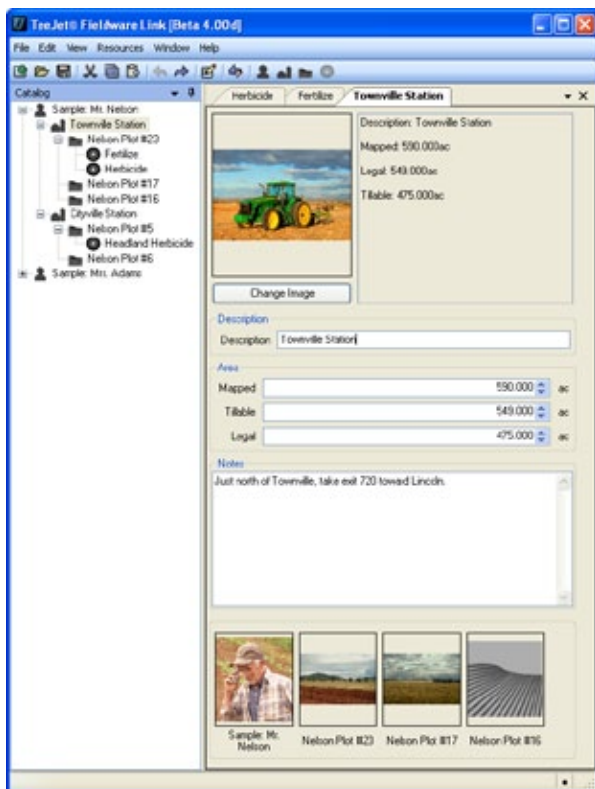 TeeJet® Fieldware Link [Beta 4.00d]
File Edit View Resources Window Help
Catalog
Sample: Mr. Nelson
Townville Station
Nelson Plot #23
Fertilize
Herbicide
Nelson Plot #17
Nelson Plot #16
Cityville Station
Nelson Plot #5
Headland Herbicide
Nelson Plot #6
Sample: Mrs. Adams
Herbicide Fertilize Townville Station
Description: Townville Station
Mapped: 590.000ac
Legal: 549.000ac
Tillable: 475.000ac
Change Image
Description
Description Townville Station
Area
Mapped 590.000 ac
Tillable 549.000 ac
Legal 475.000 ac
Notes
Just north of Townville, take exit 720 toward Lincoln.
Sample: Mr. Nelson
Nelson Plot #23 Nelson Plot #17 Nelson Plot #16